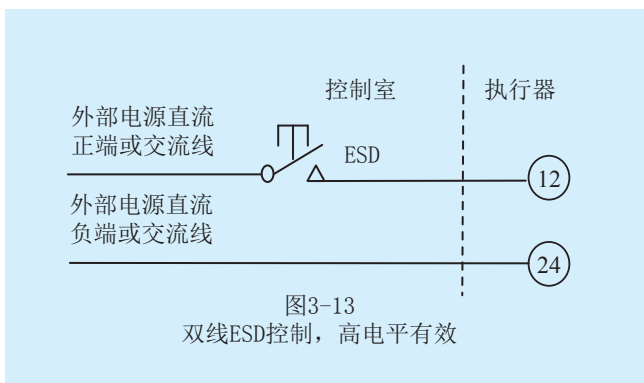 控制室
执行器
外部电源直流
正端或交流线
ESD
12
外部电源直流
负端或交流线
24
图3-13
双线ESD控制，高电平有效